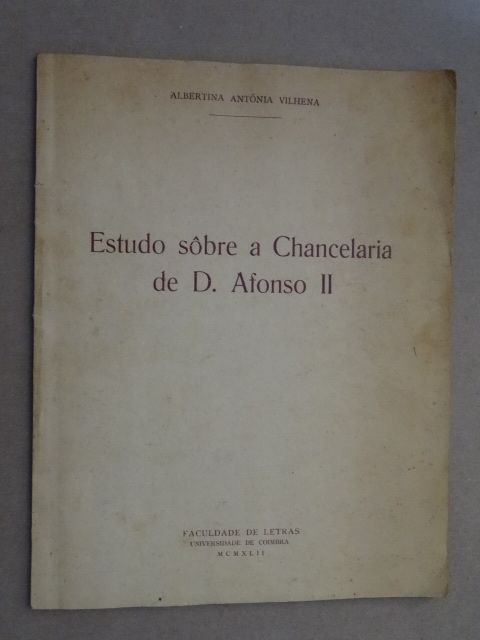 ALBERTINA ANTÓNIA VILHENA
Estudo sôbre a Chancelaria
de D. Afonso II
FACULDADE DE LETRAS
UNIVERSIDADE DE COIMBRA
MCMXLII